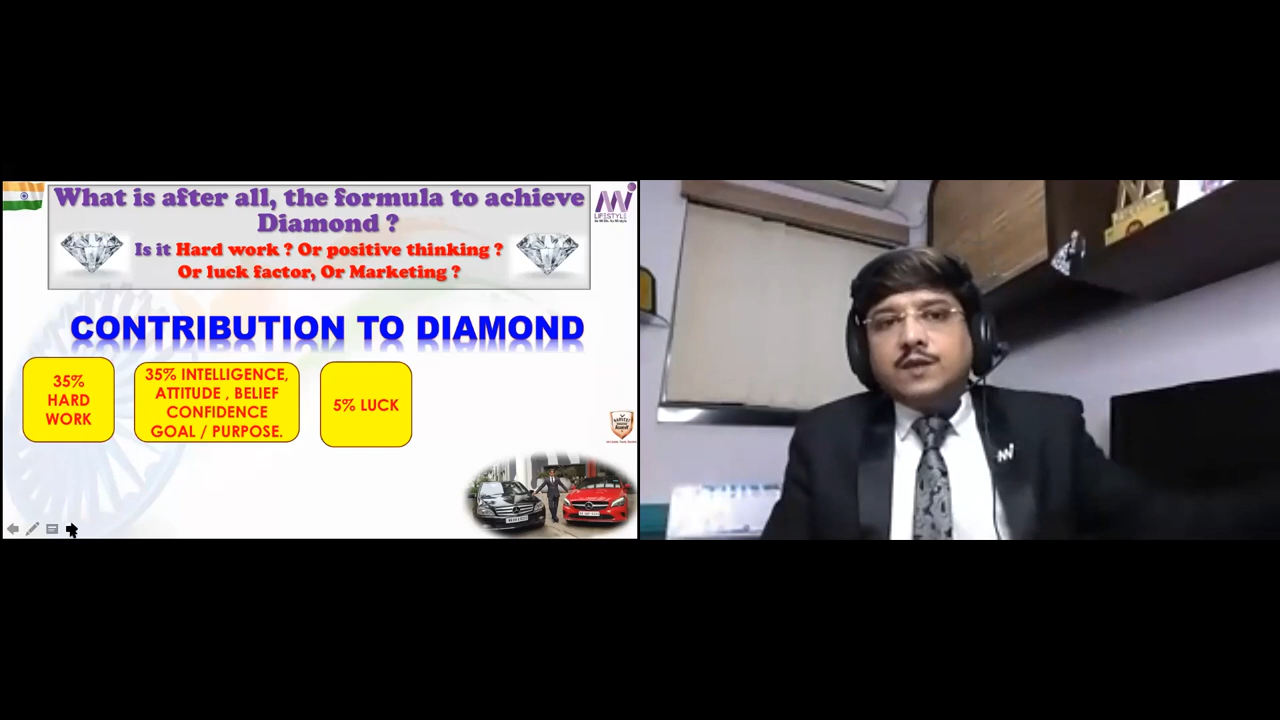 What is after all, the formula to achieve
Diamond ?
Is it Hard work ? Or positive thinking ?
Or luck factor, Or Marketing ?
LIFESTYLE
CONTRIBUTION TO DIAMOND
35%
HARD
WORK
35% INTELLIGENCE,
ATTITUDE , BELIEF
CONFIDENCE
GOAL / PURPOSE.
5% LUCK